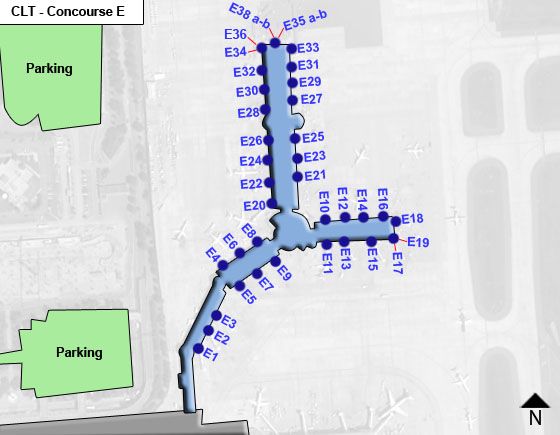 CLT - Concourse E
E38 a-b
E35 a-b
E36
E34
E33
E32
E31
E30
E29
E28
E27
E26
E25
E24
E23
E22
E21
E20
E10
E12
E14
E16
E18
E19
E11
E13
E15
E17
E8
E6
E4
E9
E7
E5
E3
E2
E1
Parking
Parking
N